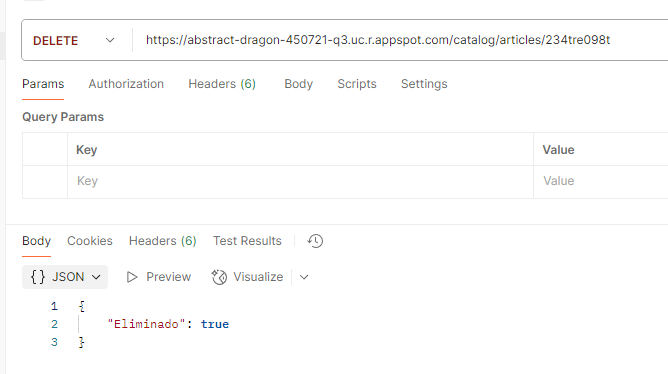 DELETE https://abstract-dragon-450721-q3.uc.r.appspot.com/catalog/articles/234tre098t
Params Authorization Headers (6) Body Scripts Settings
Query Params
Key Value
Key Value
Body Cookies Headers (6) Test Results
{} JSON Preview Visualize
1 {
2 "Eliminado": true
3 }